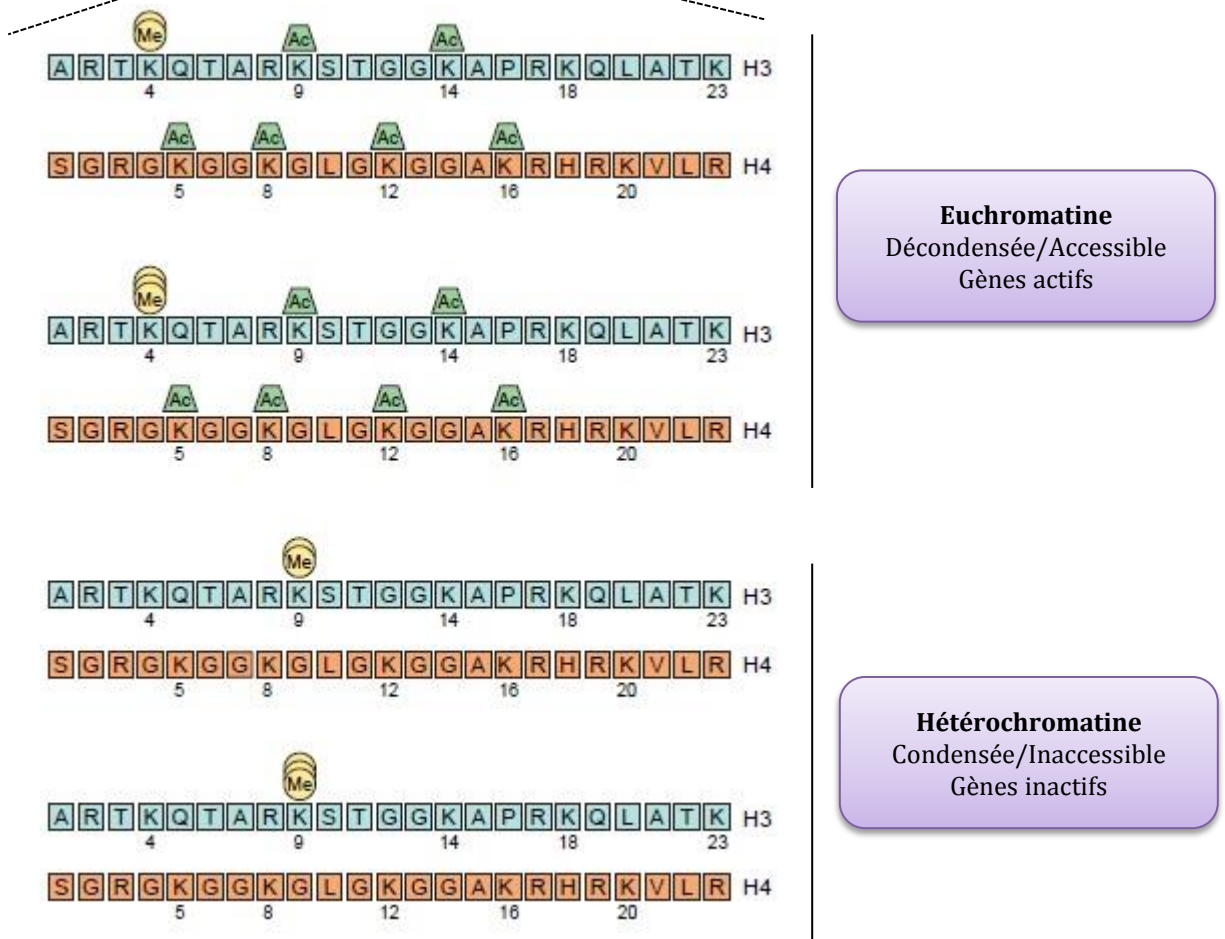 Me Ac Ac
A R T K Q T A R K S T G G K A P R K Q L A T K H3
4 9 14 18 23
Ac Ac Ac Ac
S G R G K G G K G L G K G G A K R H R K V L R H4
5 8 12 16 20
Me Ac Ac
A R T K Q T A R K S T G G K A P R K Q L A T K H3
4 9 14 18 23
Ac Ac Ac Ac
S G R G K G G K G L G K G G A K R H R K V L R H4
5 8 12 16 20
Euchromatine
Décondensée/Accessible
Gènes actifs
Me
A R T K Q T A R K S T G G K A P R K Q L A T K H3
4 9 14 18 23
S G R G K G G K G L G K G G A K R H R K V L R H4
5 8 12 16 20
Me
A R T K Q T A R K S T G G K A P R K Q L A T K H3
4 9 14 18 23
S G R G K G G K G L G K G G A K R H R K V L R H4
5 8 12 16 20
Hétérochromatine
Condensée/Inaccessible
Gènes inactifs